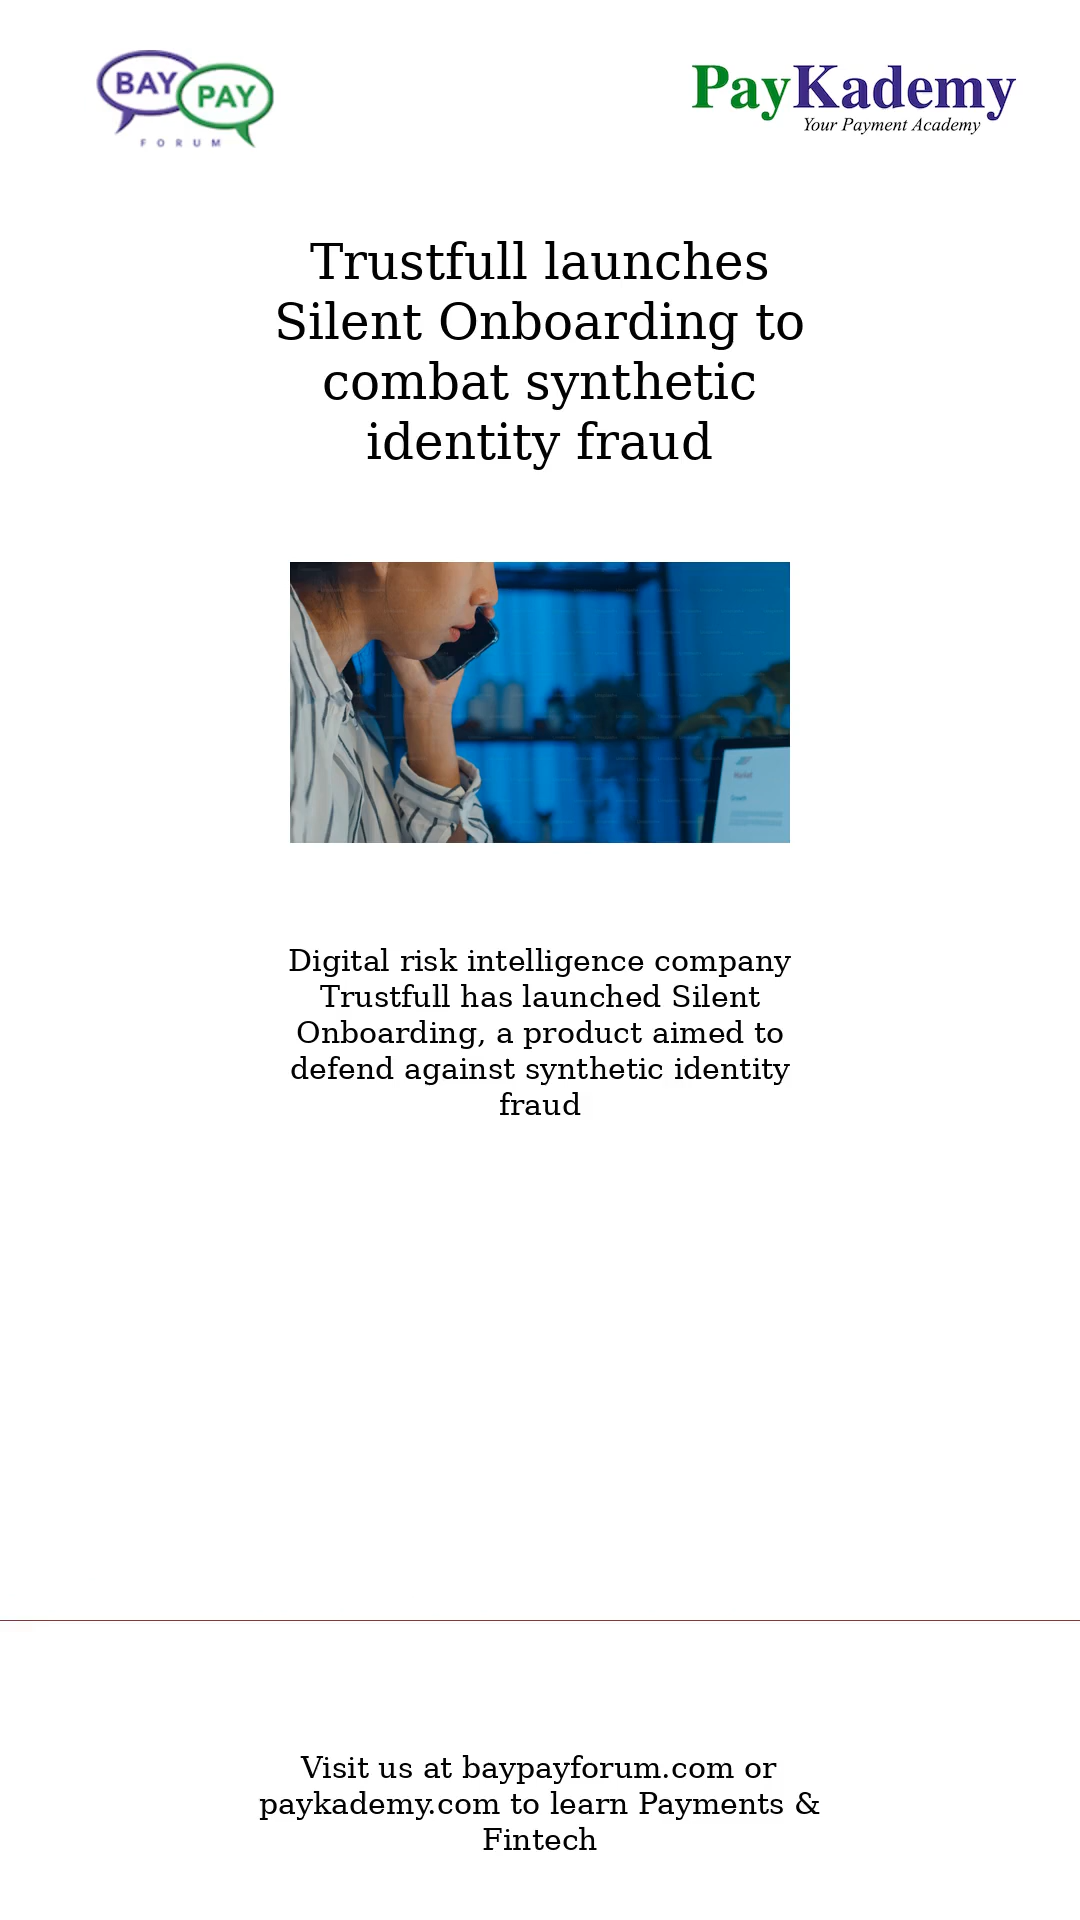 BAY PAY
FORUM
PayKademy
Your Payment Academy
Trustfull launches
Silent Onboarding to
combat synthetic
identity fraud
Digital risk intelligence company
Trustfull has launched Silent
Onboarding, a product aimed to
defend against synthetic identity
fraud
Visit us at baypayforum.com or
paykademy.com to learn Payments &
Fintech